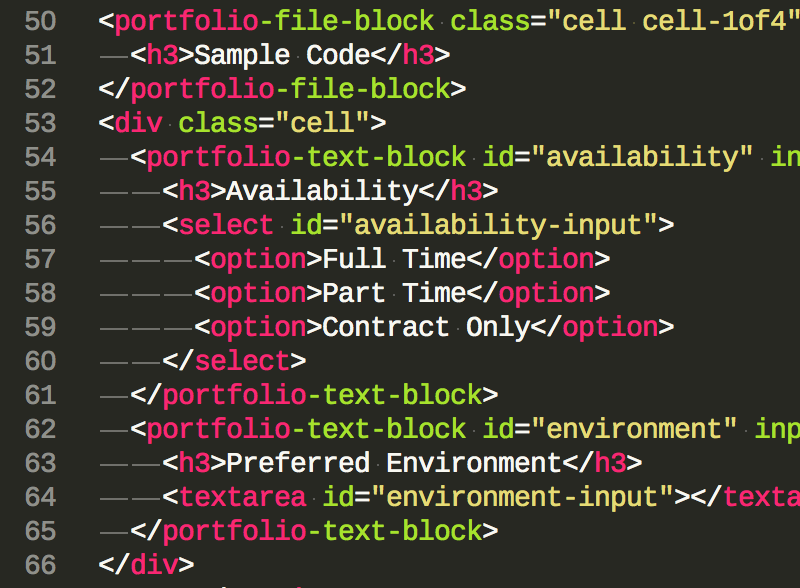 50 <portfolio-file-block class="cell cell-1of4"
51 <h3>Sample Code</h3>
52 </portfolio-file-block>
53 <div class="cell">
54 <portfolio-text-block id="availability" in
55 <h3>Availability</h3>
56 <select id="availability-input">
57 <option>Full Time</option>
58 <option>Part Time</option>
59 <option>Contract Only</option>
60 </select>
61 </portfolio-text-block>
62 <portfolio-text-block id="environment" inp
63 <h3>Preferred Environment</h3>
64 <textarea id="environment-input"></texta
65 </portfolio-text-block>
66 </div>